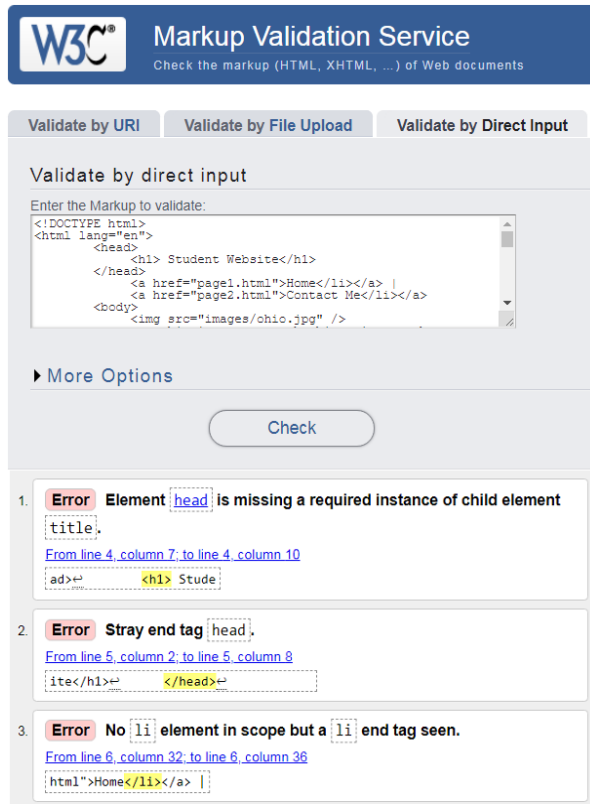 W3C®
Markup Validation Service
Check the markup (HTML, XHTML, ...) of Web documents
Validate by URI
Validate by File Upload
Validate by Direct Input
Validate by direct input
Enter the Markup to validate:
<!DOCTYPE html>
<html lang="en">
<head>
<h1> Student Website</h1>
</head>
<a href="page1.html">Home</li></a> |
<a href="page2.html">Contact Me</li></a>
<body>
<img src="images/ohio.jpg" />
More Options
Check
1. Error Element head is missing a required instance of child element
title.
From line 4, column 7; to line 4, column 10
ad>↩ <h1> Stude
2. Error Stray end tag head.
From line 5, column 2; to line 5, column 8
ite</h1>↩ </head>↩
3. Error No li element in scope but a li end tag seen.
From line 6, column 32; to line 6, column 36
html">Home</li></a> |